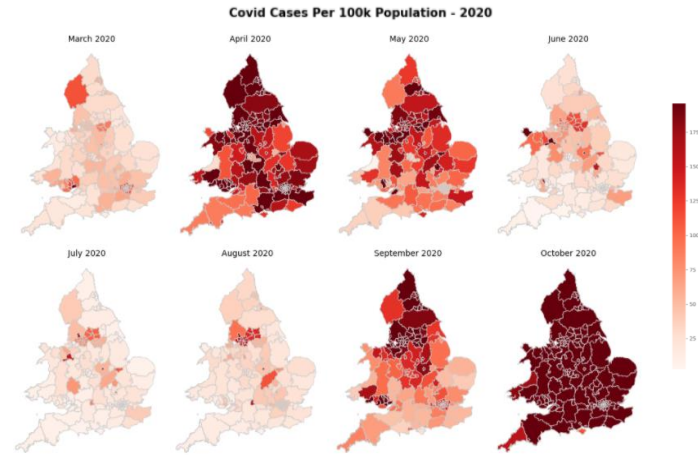 Covid Cases Per 100k Population - 2020
March 2020
April 2020
May 2020
June 2020
175
150
125
100
75
50
25
July 2020
August 2020
September 2020
October 2020